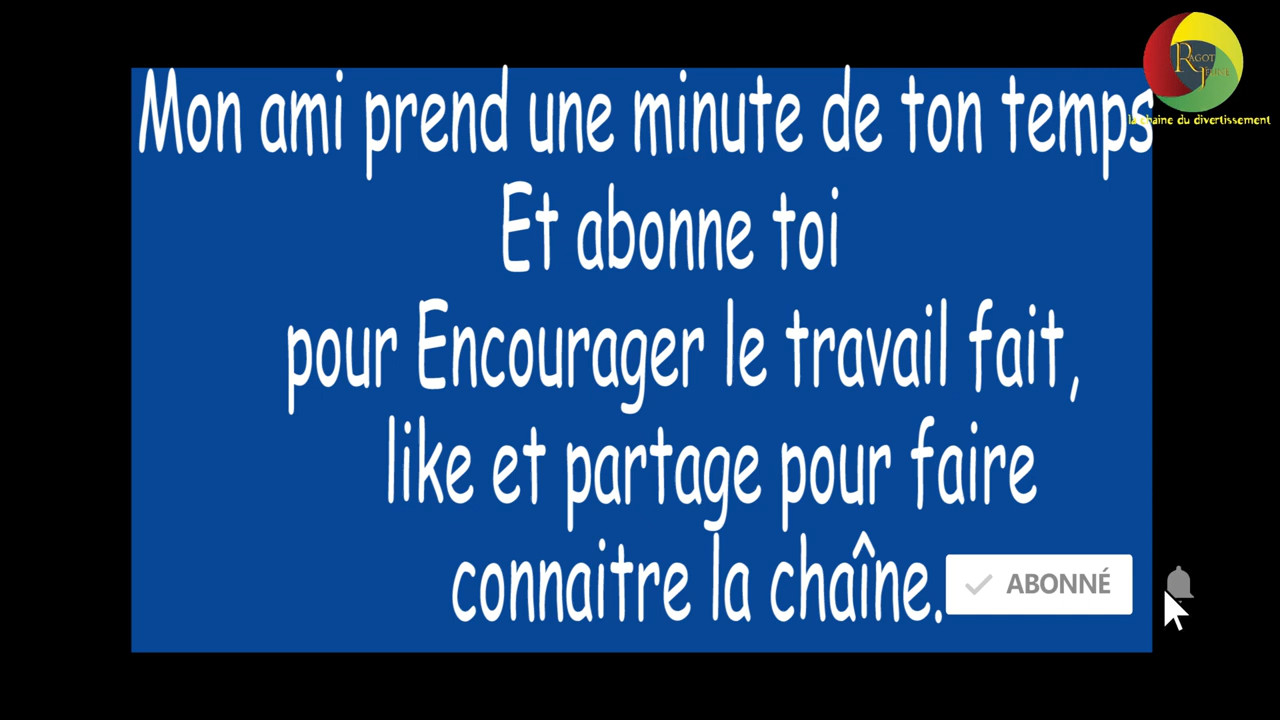 RAGOT
la chaine du divertissement
Mon ami prend une minute de ton temps
Et abonne toi
pour Encourager le travail fait,
like et partage pour faire
connaitre la chaîne.
ABONNÉ